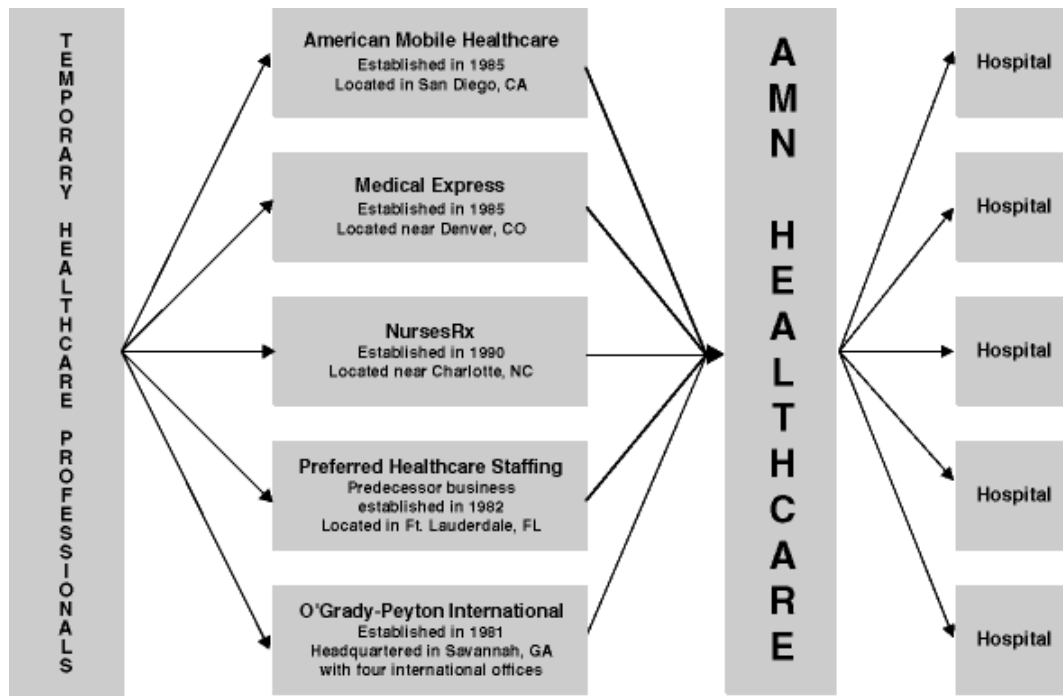 TEMPORARY HEALTHCARE PROFESSIONALS
American Mobile Healthcare
Established in 1985
Located in San Diego, CA
Medical Express
Established in 1985
Located near Denver, CO
NursesRx
Established in 1990
Located near Charlotte, NC
Preferred Healthcare Staffing
Predecessor business
established in 1982
Located in Ft. Lauderdale, FL
O'Grady-Peyton International
Established in 1981
Headquartered in Savannah, GA
with four international offices
AMN HEALTHCARE
Hospital
Hospital
Hospital
Hospital
Hospital